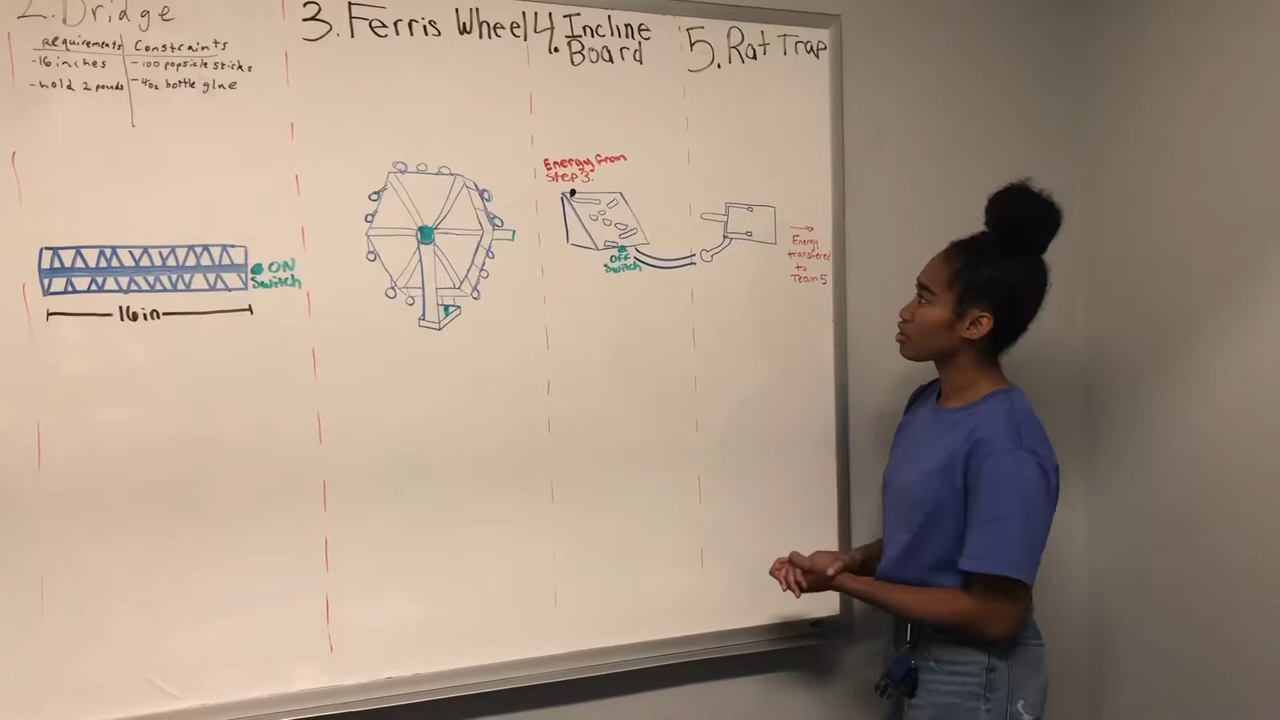 2. Bridge
Requirements
Constraints
-16 inches
-100 popsicle sticks
-hold 2 pounds
-4oz bottle glue
ON
Switch
16in
3. Ferris Wheel
4. Incline
Board
Energy from
Step 3.
OFF
Switch
5. Rat Trap
Energy
transfered
to
Team 5